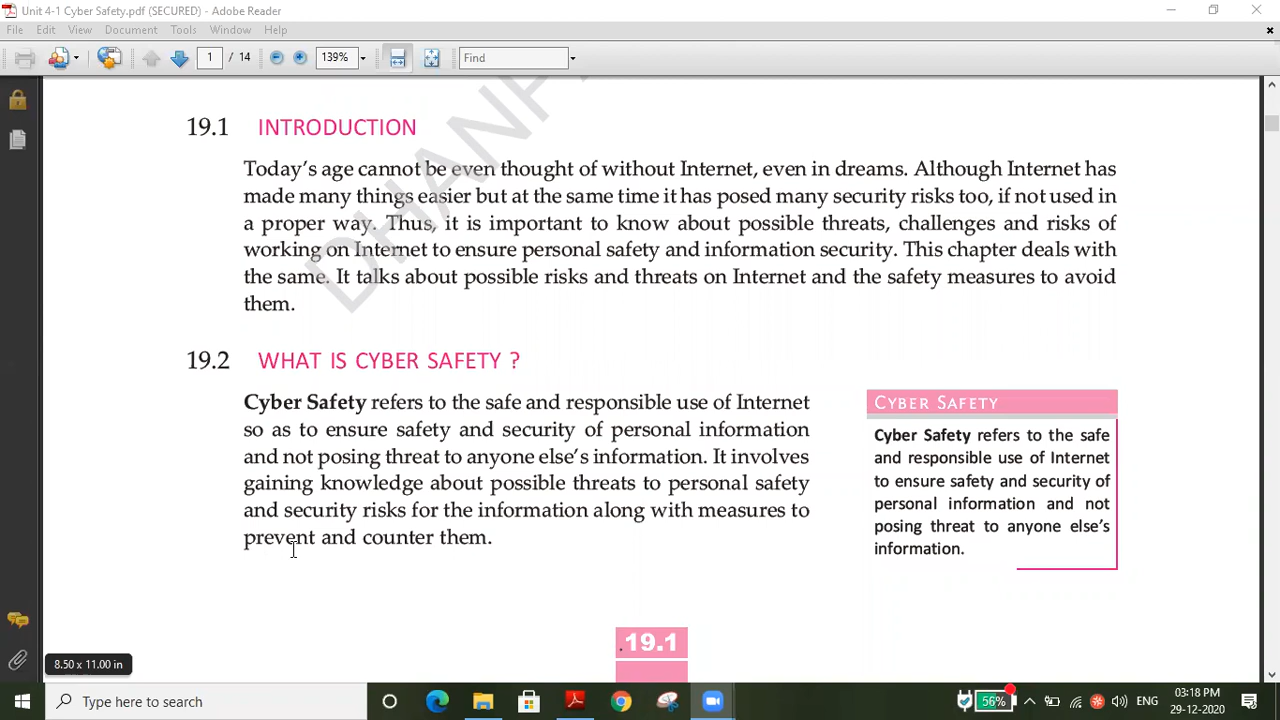 Unit 4-1 Cyber Safety.pdf (SECURED) - Adobe Reader
File Edit View Document Tools Window Help
1 / 14 139% Find
DHANP
19.1 INTRODUCTION
Today's age cannot be even thought of without Internet, even in dreams. Although Internet has
made many things easier but at the same time it has posed many security risks too, if not used in
a proper way. Thus, it is important to know about possible threats, challenges and risks of
working on Internet to ensure personal safety and information security. This chapter deals with
the same. It talks about possible risks and threats on Internet and the safety measures to avoid
them.
19.2 WHAT IS CYBER SAFETY ?
Cyber Safety refers to the safe and responsible use of Internet
so as to ensure safety and security of personal information
and not posing threat to anyone else's information. It involves
gaining knowledge about possible threats to personal safety
and security risks for the information along with measures to
prevent and counter them.
CYBER SAFETY
Cyber Safety refers to the safe
and responsible use of Internet
to ensure safety and security of
personal information and not
posing threat to anyone else's
information.
19.1
8.50 x 11.00 in
Type here to search
56%
ENG
03:18 PM
29-12-2020